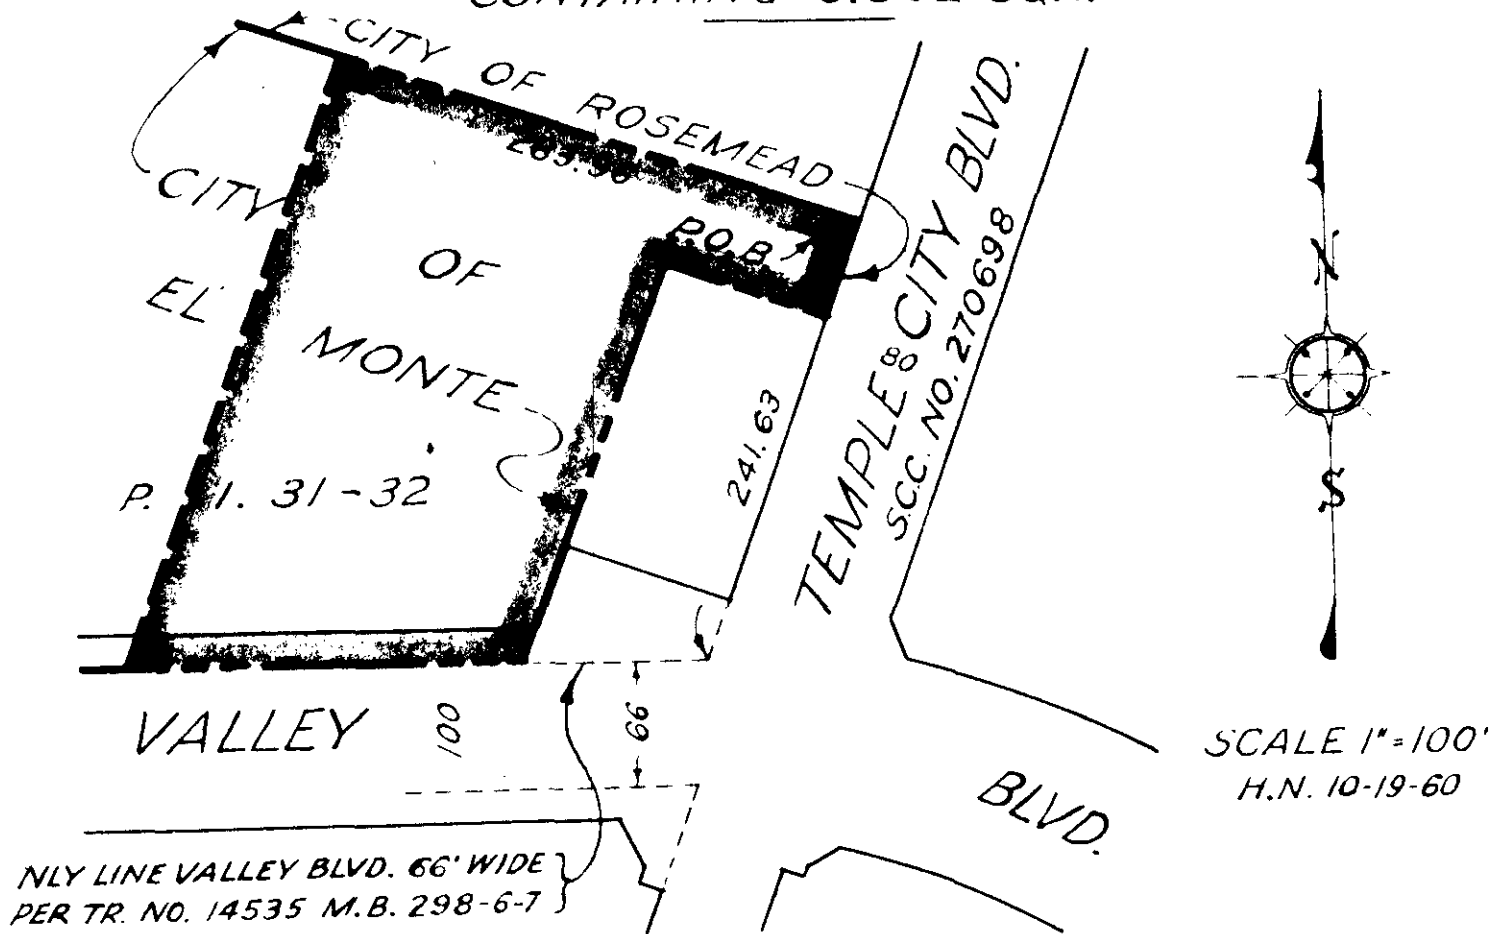 CONTAINING
CITY OF ROSEMEAD
CITY
OF
EL
MONTE
P.O.B.
31-32
241.63
TEMPLE CITY BLVD.
80
S.C.C. NO. 270698
N
S
VALLEY
100
66
BLVD.
SCALE 1"=100'
H.N. 10-19-60
NLY LINE VALLEY BLVD. 66' WIDE
PER TR. NO. 14535 M.B. 298-6-7